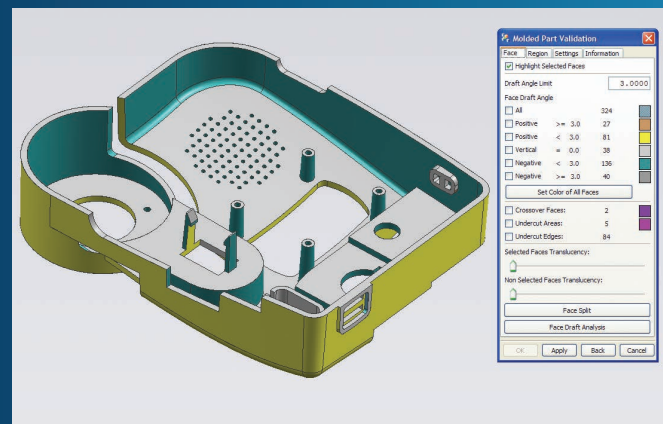 Molded Part Validation
Face Region Settings Information
Highlight Selected Faces
Draft Angle Limit 3.0000
Face Draft Angle
All 324
Positive >= 3.0 27
Positive < 3.0 81
Vertical = 0.0 38
Negative < 3.0 136
Negative >= 3.0 40
Set Color of All Faces
Crossover Faces: 2
Undercut Areas: 5
Undercut Edges: 84
Selected Faces Translucency:
Non Selected Faces Translucency:
Face Split
Face Draft Analysis
OK Apply Back Cancel